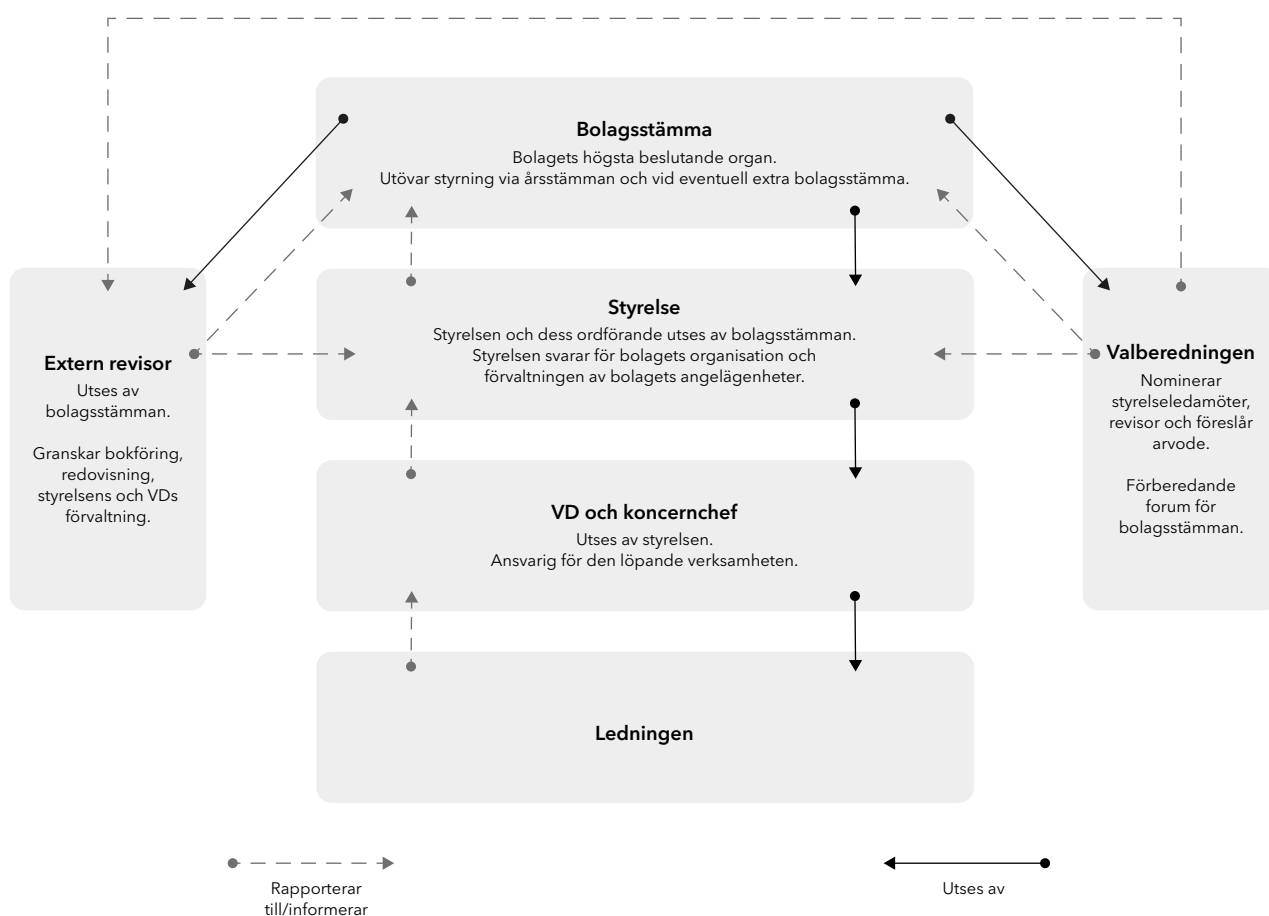 Bolagsstämma
Bolagets högsta beslutande organ.
Utövar styrning via årsstämman och vid eventuell extra bolagsstämma.
Styrelse
Styrelsen och dess ordförande utses av bolagsstämman.
Styrelsen svarar för bolagets organisation och
förvaltningen av bolagets angelägenheter.
Extern revisor
Utses av
bolagsstämman.
Granskar bokföring,
redovisning,
styrelsens och VDs
förvaltning.
Valberedningen
Nominerar
styrelseledamöter,
revisor och föreslår
arvode.
Förberedande
forum för
bolagsstämman.
VD och koncernchef
Utses av styrelsen.
Ansvarig för den löpande verksamheten.
Ledningen
Rapporterar
till/informerar
Utses av